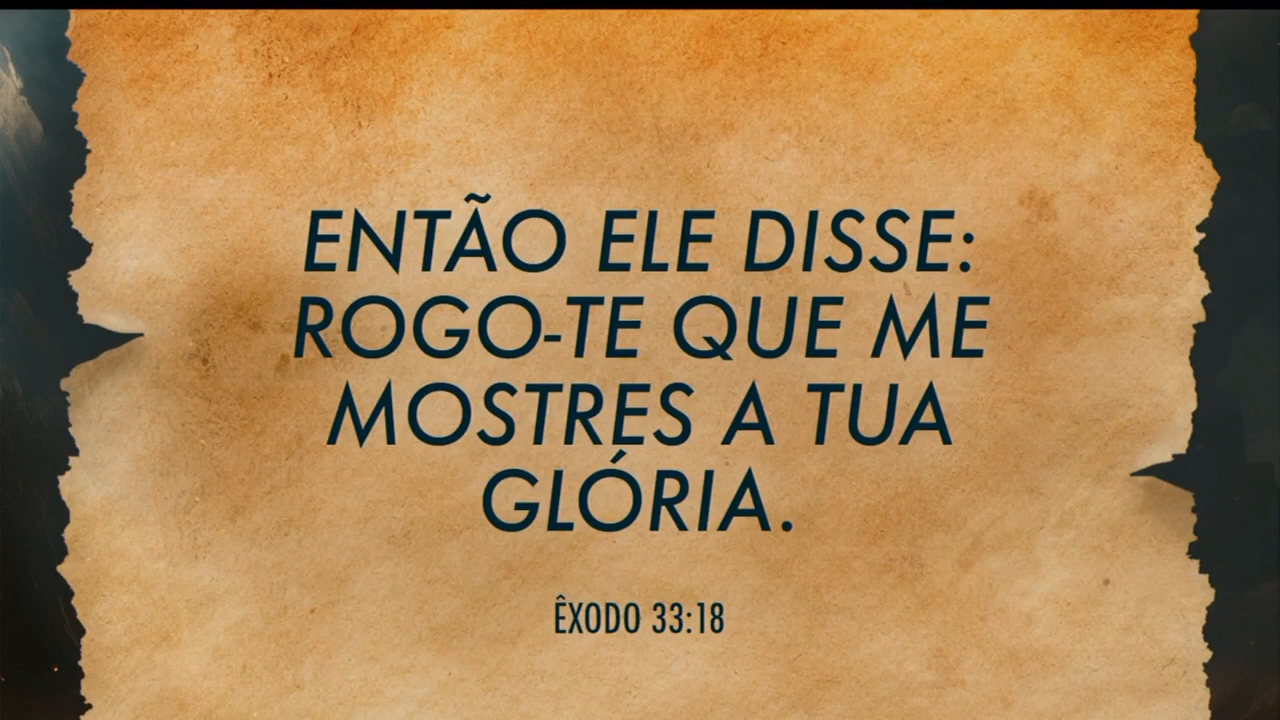 ENTÃO ELE DISSE:
ROGO-TE QUE ME
MOSTRES A TUA
GLÓRIA.
ÊXODO 33:18